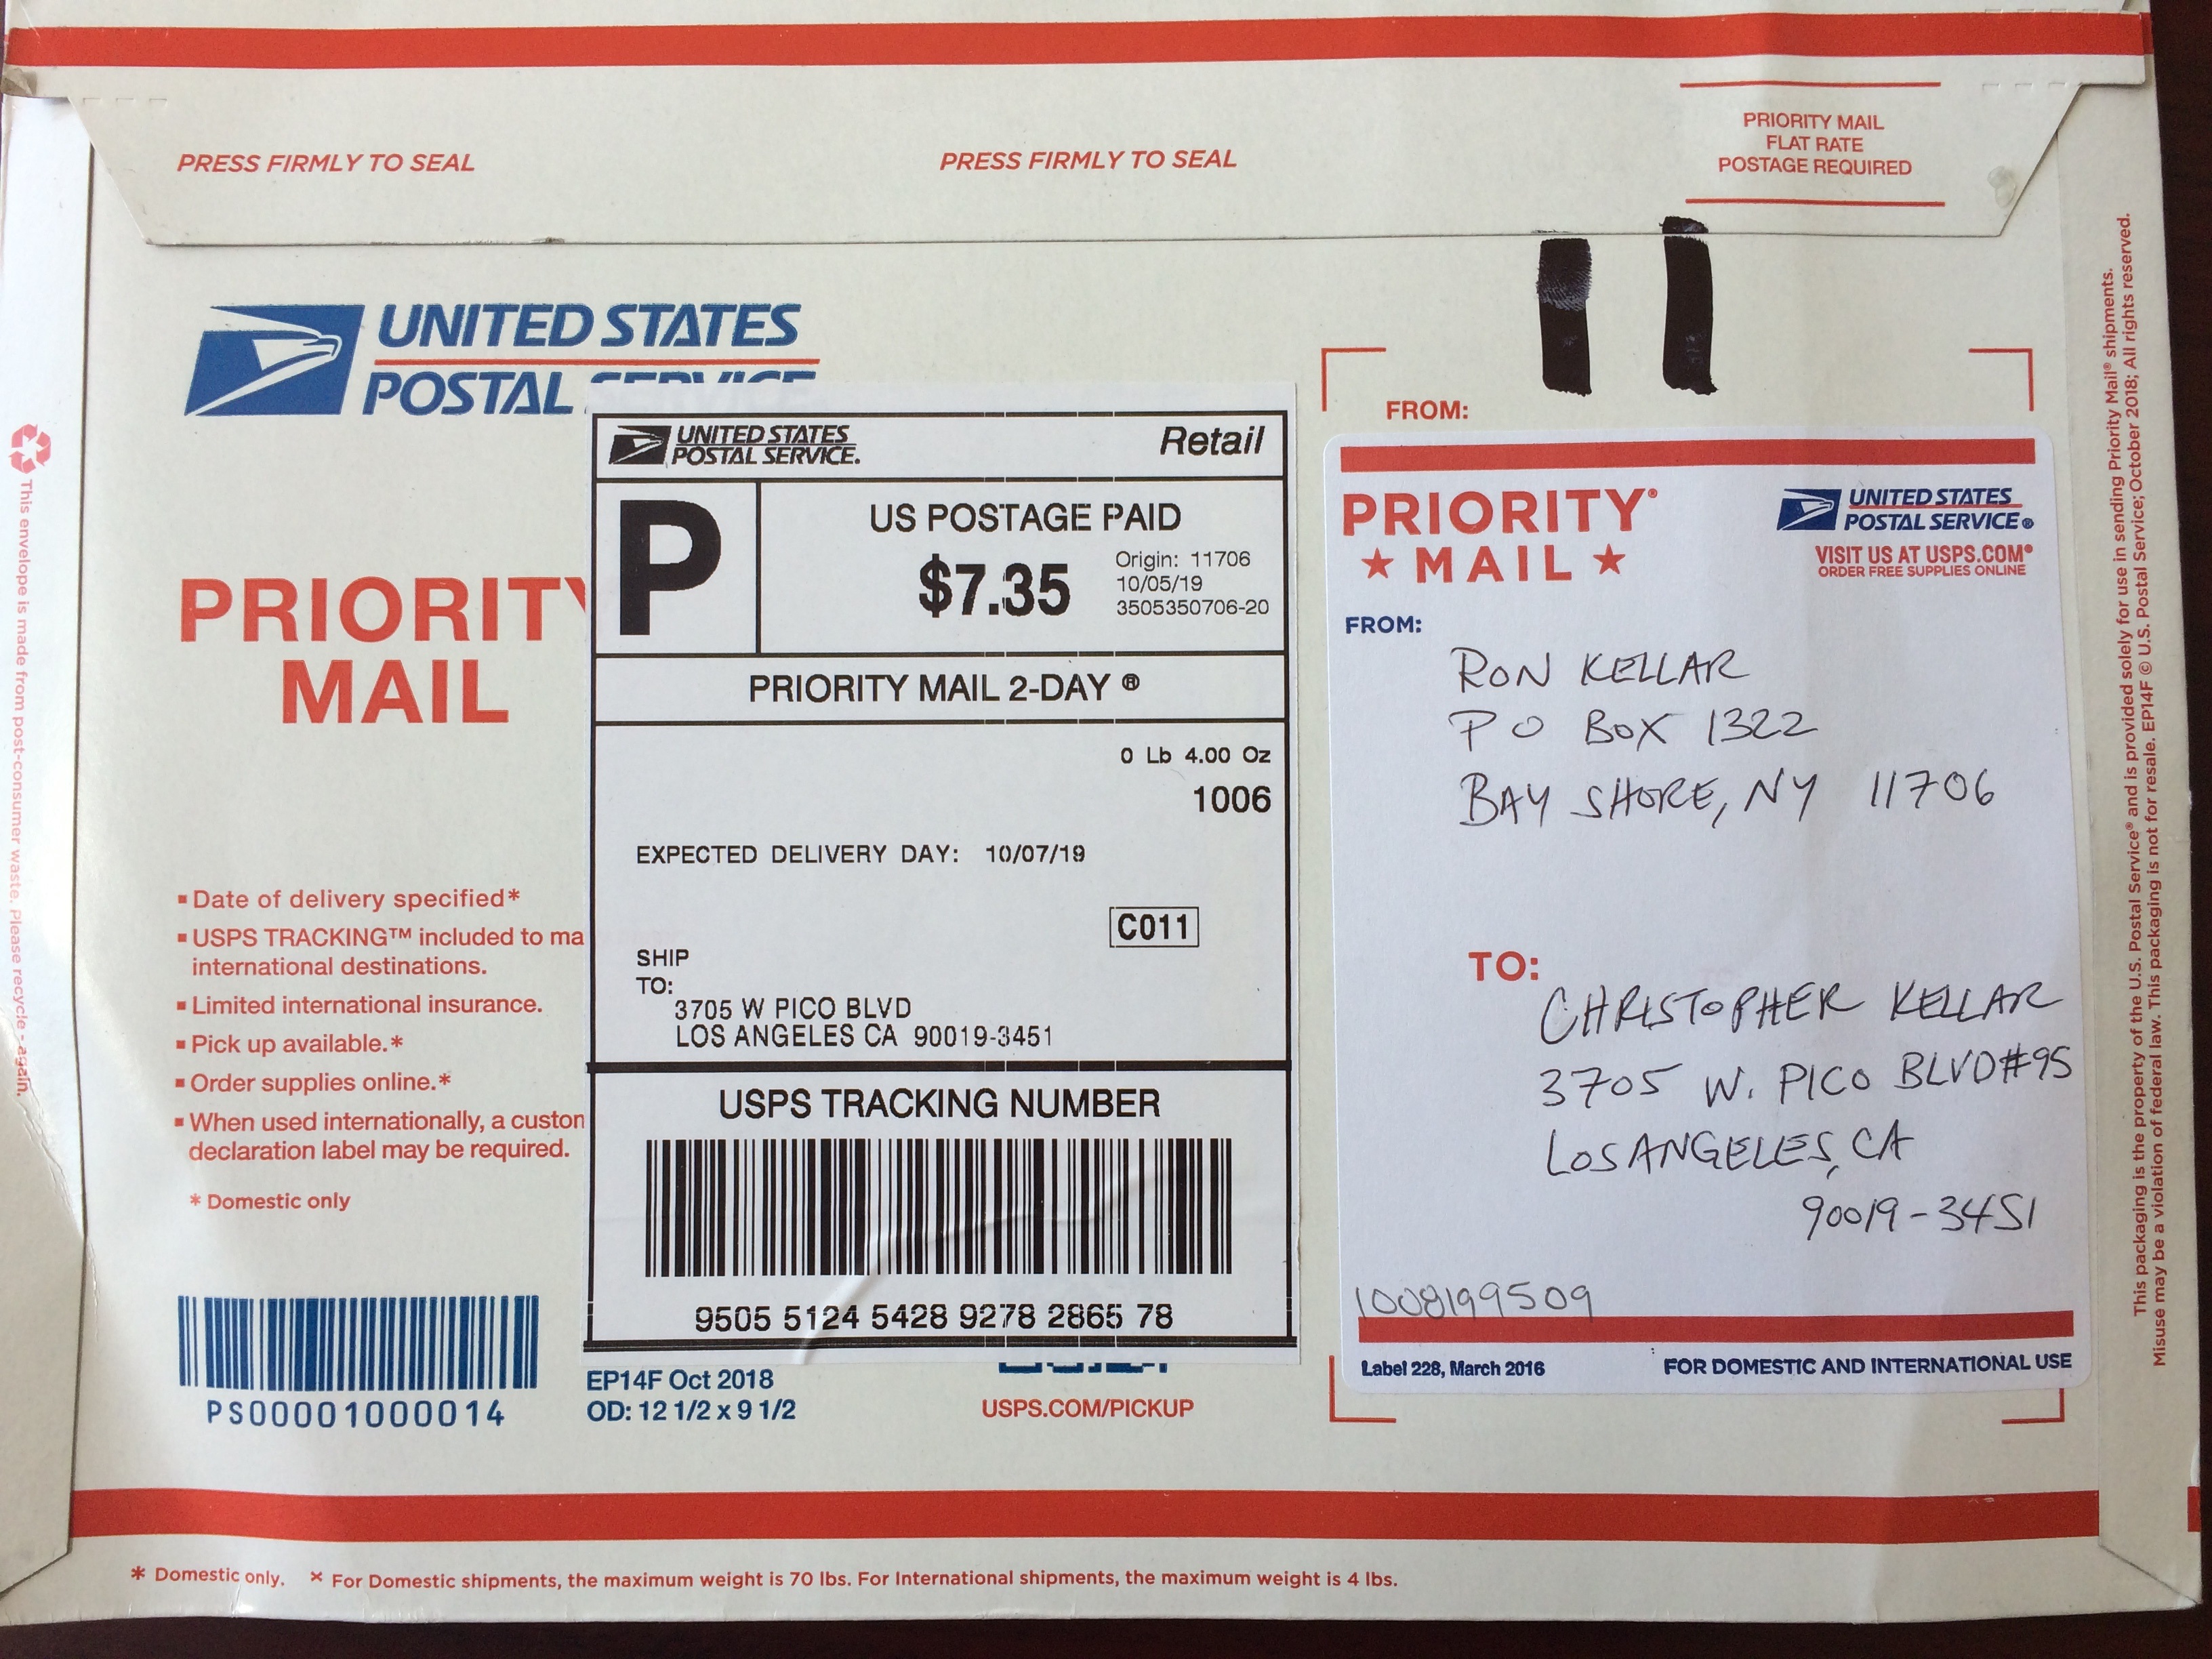 PRESS FIRMLY TO SEAL
PRESS FIRMLY TO SEAL
PRIORITY MAIL
FLAT RATE
POSTAGE REQUIRED
UNITED STATES
POSTAL SERVICE
PRIORITY
MAIL
▪ Date of delivery specified*
▪ USPS TRACKING™ included to ma
international destinations.
▪ Limited international insurance.
▪ Pick up available.*
▪ Order supplies online.*
▪ When used internationally, a custom
declaration label may be required.
* Domestic only
PS00001000014
EP14F Oct 2018
OD: 12 1/2 x 9 1/2
USPS.COM/PICKUP
UNITED STATES
POSTAL SERVICE.
Retail
P
US POSTAGE PAID
$7.35
Origin: 11706
10/05/19
3505350706-20
PRIORITY MAIL 2-DAY ®
0 Lb 4.00 Oz
1006
EXPECTED DELIVERY DAY: 10/07/19
C011
SHIP
TO:
3705 W PICO BLVD
LOS ANGELES CA 90019-3451
USPS TRACKING NUMBER
9505 5124 5428 9278 2865 78
FROM:
PRIORITY®
★ MAIL ★
UNITED STATES
POSTAL SERVICE®
VISIT US AT USPS.COM®
ORDER FREE SUPPLIES ONLINE
FROM:
RON KELLAR
PO BOX 1322
BAY SHORE, NY 11706
TO:
CHRISTOPHER KELLAR
3705 W. PICO BLVD #95
LOS ANGELES, CA
90019-3451
1008199509
Label 228, March 2016
FOR DOMESTIC AND INTERNATIONAL USE
* Domestic only. × For Domestic shipments, the maximum weight is 70 lbs. For International shipments, the maximum weight is 4 lbs.
This envelope is made from post-consumer waste. Please recycle - again.
This packaging is the property of the U.S. Postal Service® and is provided solely for use in sending Priority Mail® shipments.
Misuse may be a violation of federal law. This packaging is not for resale. EP14F © U.S. Postal Service; October 2018; All rights reserved.